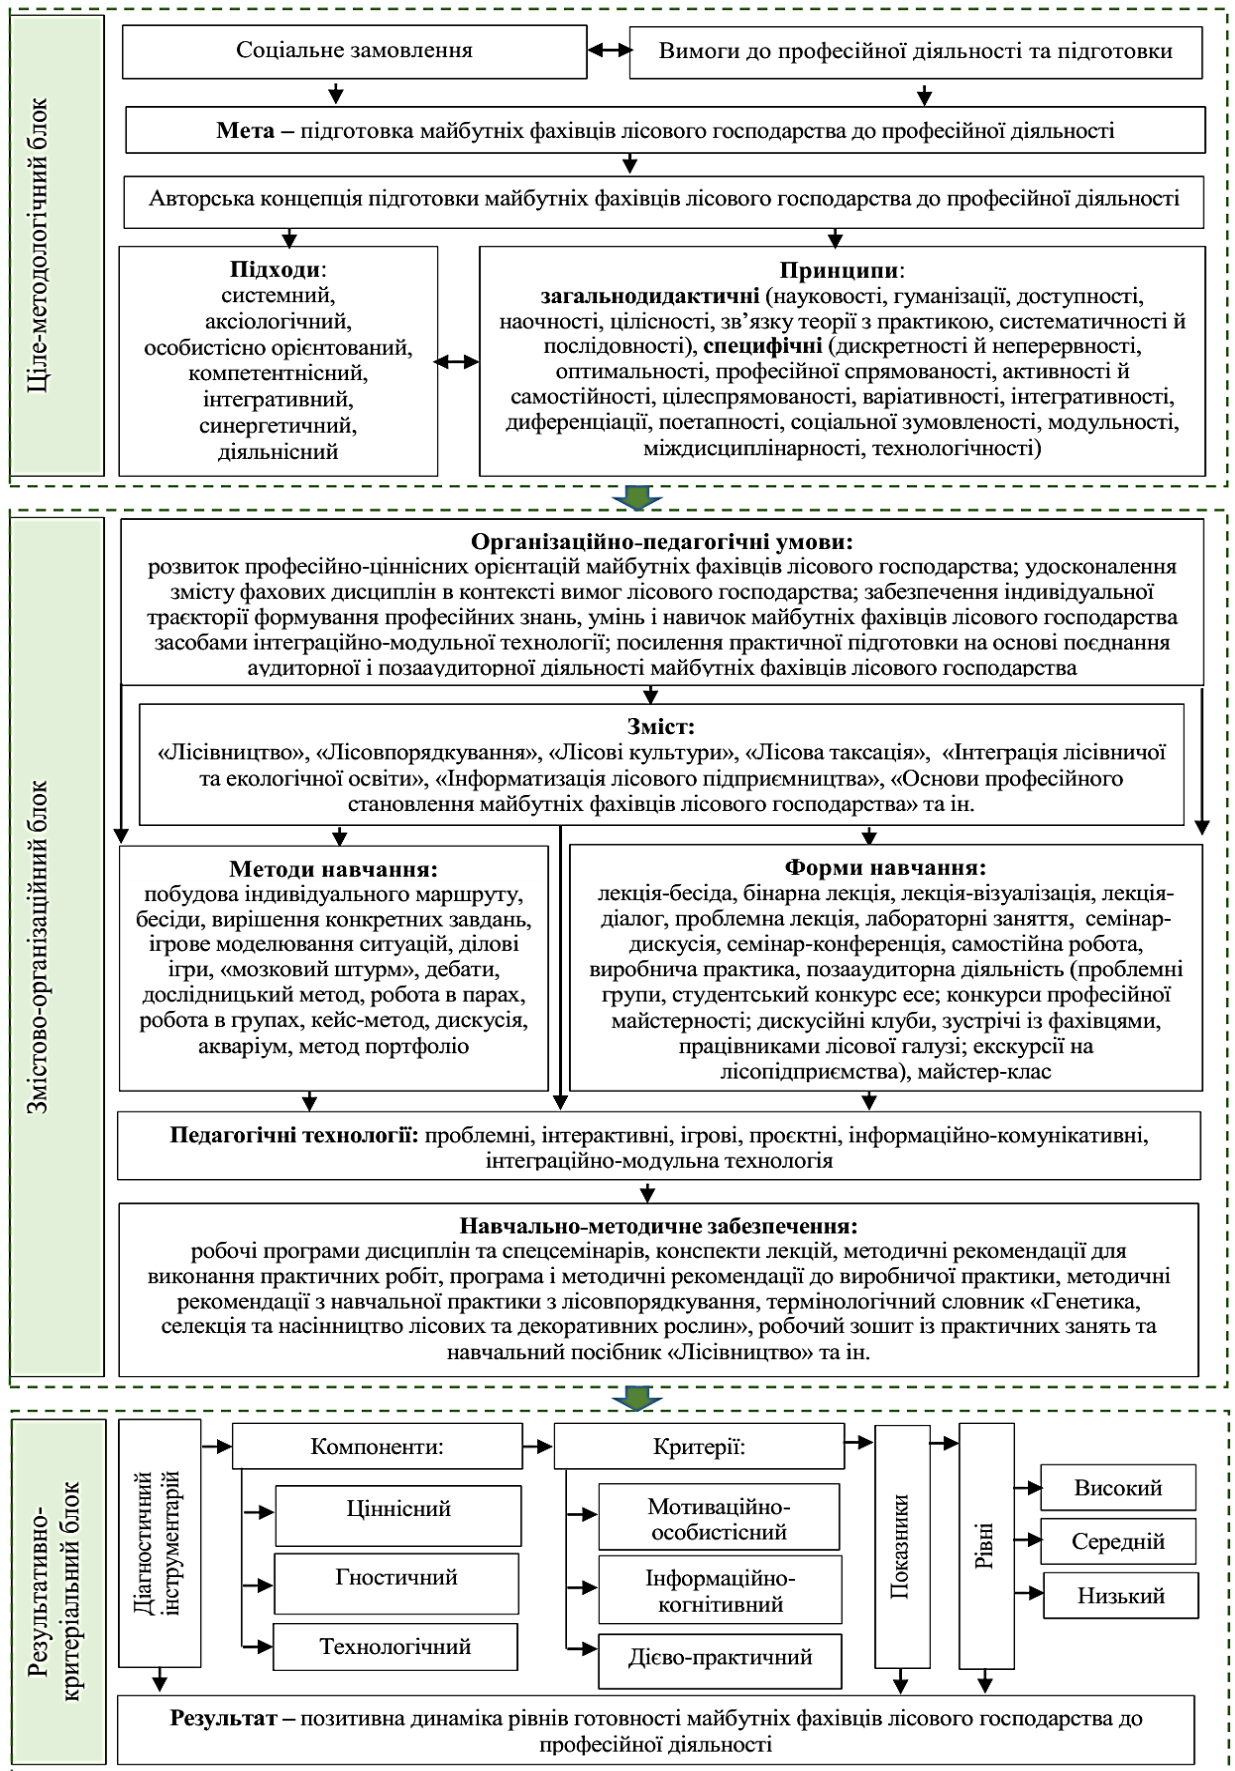 Ціле-методологічний блок
Соціальне замовлення
Вимоги до професійної діяльності та підготовки
Мета – підготовка майбутніх фахівців лісового господарства до професійної діяльності
Авторська концепція підготовки майбутніх фахівців лісового господарства до професійної діяльності
Підходи:
системний,
аксіологічний,
особистісно орієнтований,
компетентнісний,
інтегративний,
синергетичний,
діяльнісний
Принципи:
загальнодидактичні (науковості, гуманізації, доступності,
наочності, цілісності, зв’язку теорії з практикою, систематичності й
послідовності), специфічні (дискретності й неперервності,
оптимальності, професійної спрямованості, активності й
самостійності, цілеспрямованості, варіативності, інтегративності,
диференціації, поетапності, соціальної зумовленості, модульності,
міждисциплінарності, технологічності)
Змістово-організаційний блок
Організаційно-педагогічні умови:
розвиток професійно-ціннісних орієнтацій майбутніх фахівців лісового господарства; удосконалення
змісту фахових дисциплін в контексті вимог лісового господарства; забезпечення індивідуальної
траєкторії формування професійних знань, умінь і навичок майбутніх фахівців лісового господарства
засобами інтеграційно-модульної технології; посилення практичної підготовки на основі поєднання
аудиторної і позааудиторної діяльності майбутніх фахівців лісового господарства
Зміст:
«Лісівництво», «Лісовпорядкування», «Лісові культури», «Лісова таксація», «Інтеграція лісівничої
та екологічної освіти», «Інформатизація лісового підприємництва», «Основи професійного
становлення майбутніх фахівців лісового господарства» та ін.
Методи навчання:
побудова індивідуального маршруту,
бесіди, вирішення конкретних завдань,
ігрове моделювання ситуацій, ділові
ігри, «мозковий штурм», дебати,
дослідницький метод, робота в парах,
робота в групах, кейс-метод, дискусія,
акваріум, метод портфоліо
Форми навчання:
лекція-бесіда, бінарна лекція, лекція-візуалізація, лекція-
діалог, проблемна лекція, лабораторні заняття, семінар-
дискусія, семінар-конференція, самостійна робота,
виробнича практика, позааудиторна діяльність (проблемні
групи, студентський конкурс есе; конкурси професійної
майстерності; дискусійні клуби, зустрічі із фахівцями,
працівниками лісової галузі; екскурсії на
лісопідприємства), майстер-клас
Педагогічні технології: проблемні, інтерактивні, ігрові, проєктні, інформаційно-комунікативні,
інтеграційно-модульна технологія
Навчально-методичне забезпечення:
робочі програми дисциплін та спецсемінарів, конспекти лекцій, методичні рекомендації для
виконання практичних робіт, програма і методичні рекомендації до виробничої практики, методичні
рекомендації з навчальної практики з лісовпорядкування, термінологічний словник «Генетика,
селекція та насінництво лісових та декоративних рослин», робочий зошит із практичних занять та
навчальний посібник «Лісівництво» та ін.
Результативно-
критеріальний блок
Діагностичний
інструментарій
Компоненти:
Ціннісний
Гностичний
Технологічний
Критерії:
Мотиваційно-
особистісний
Інформаційно-
когнітивний
Дієво-практичний
Показники
Рівні
Високий
Середній
Низький
Результат – позитивна динаміка рівнів готовності майбутніх фахівців лісового господарства до
професійної діяльності